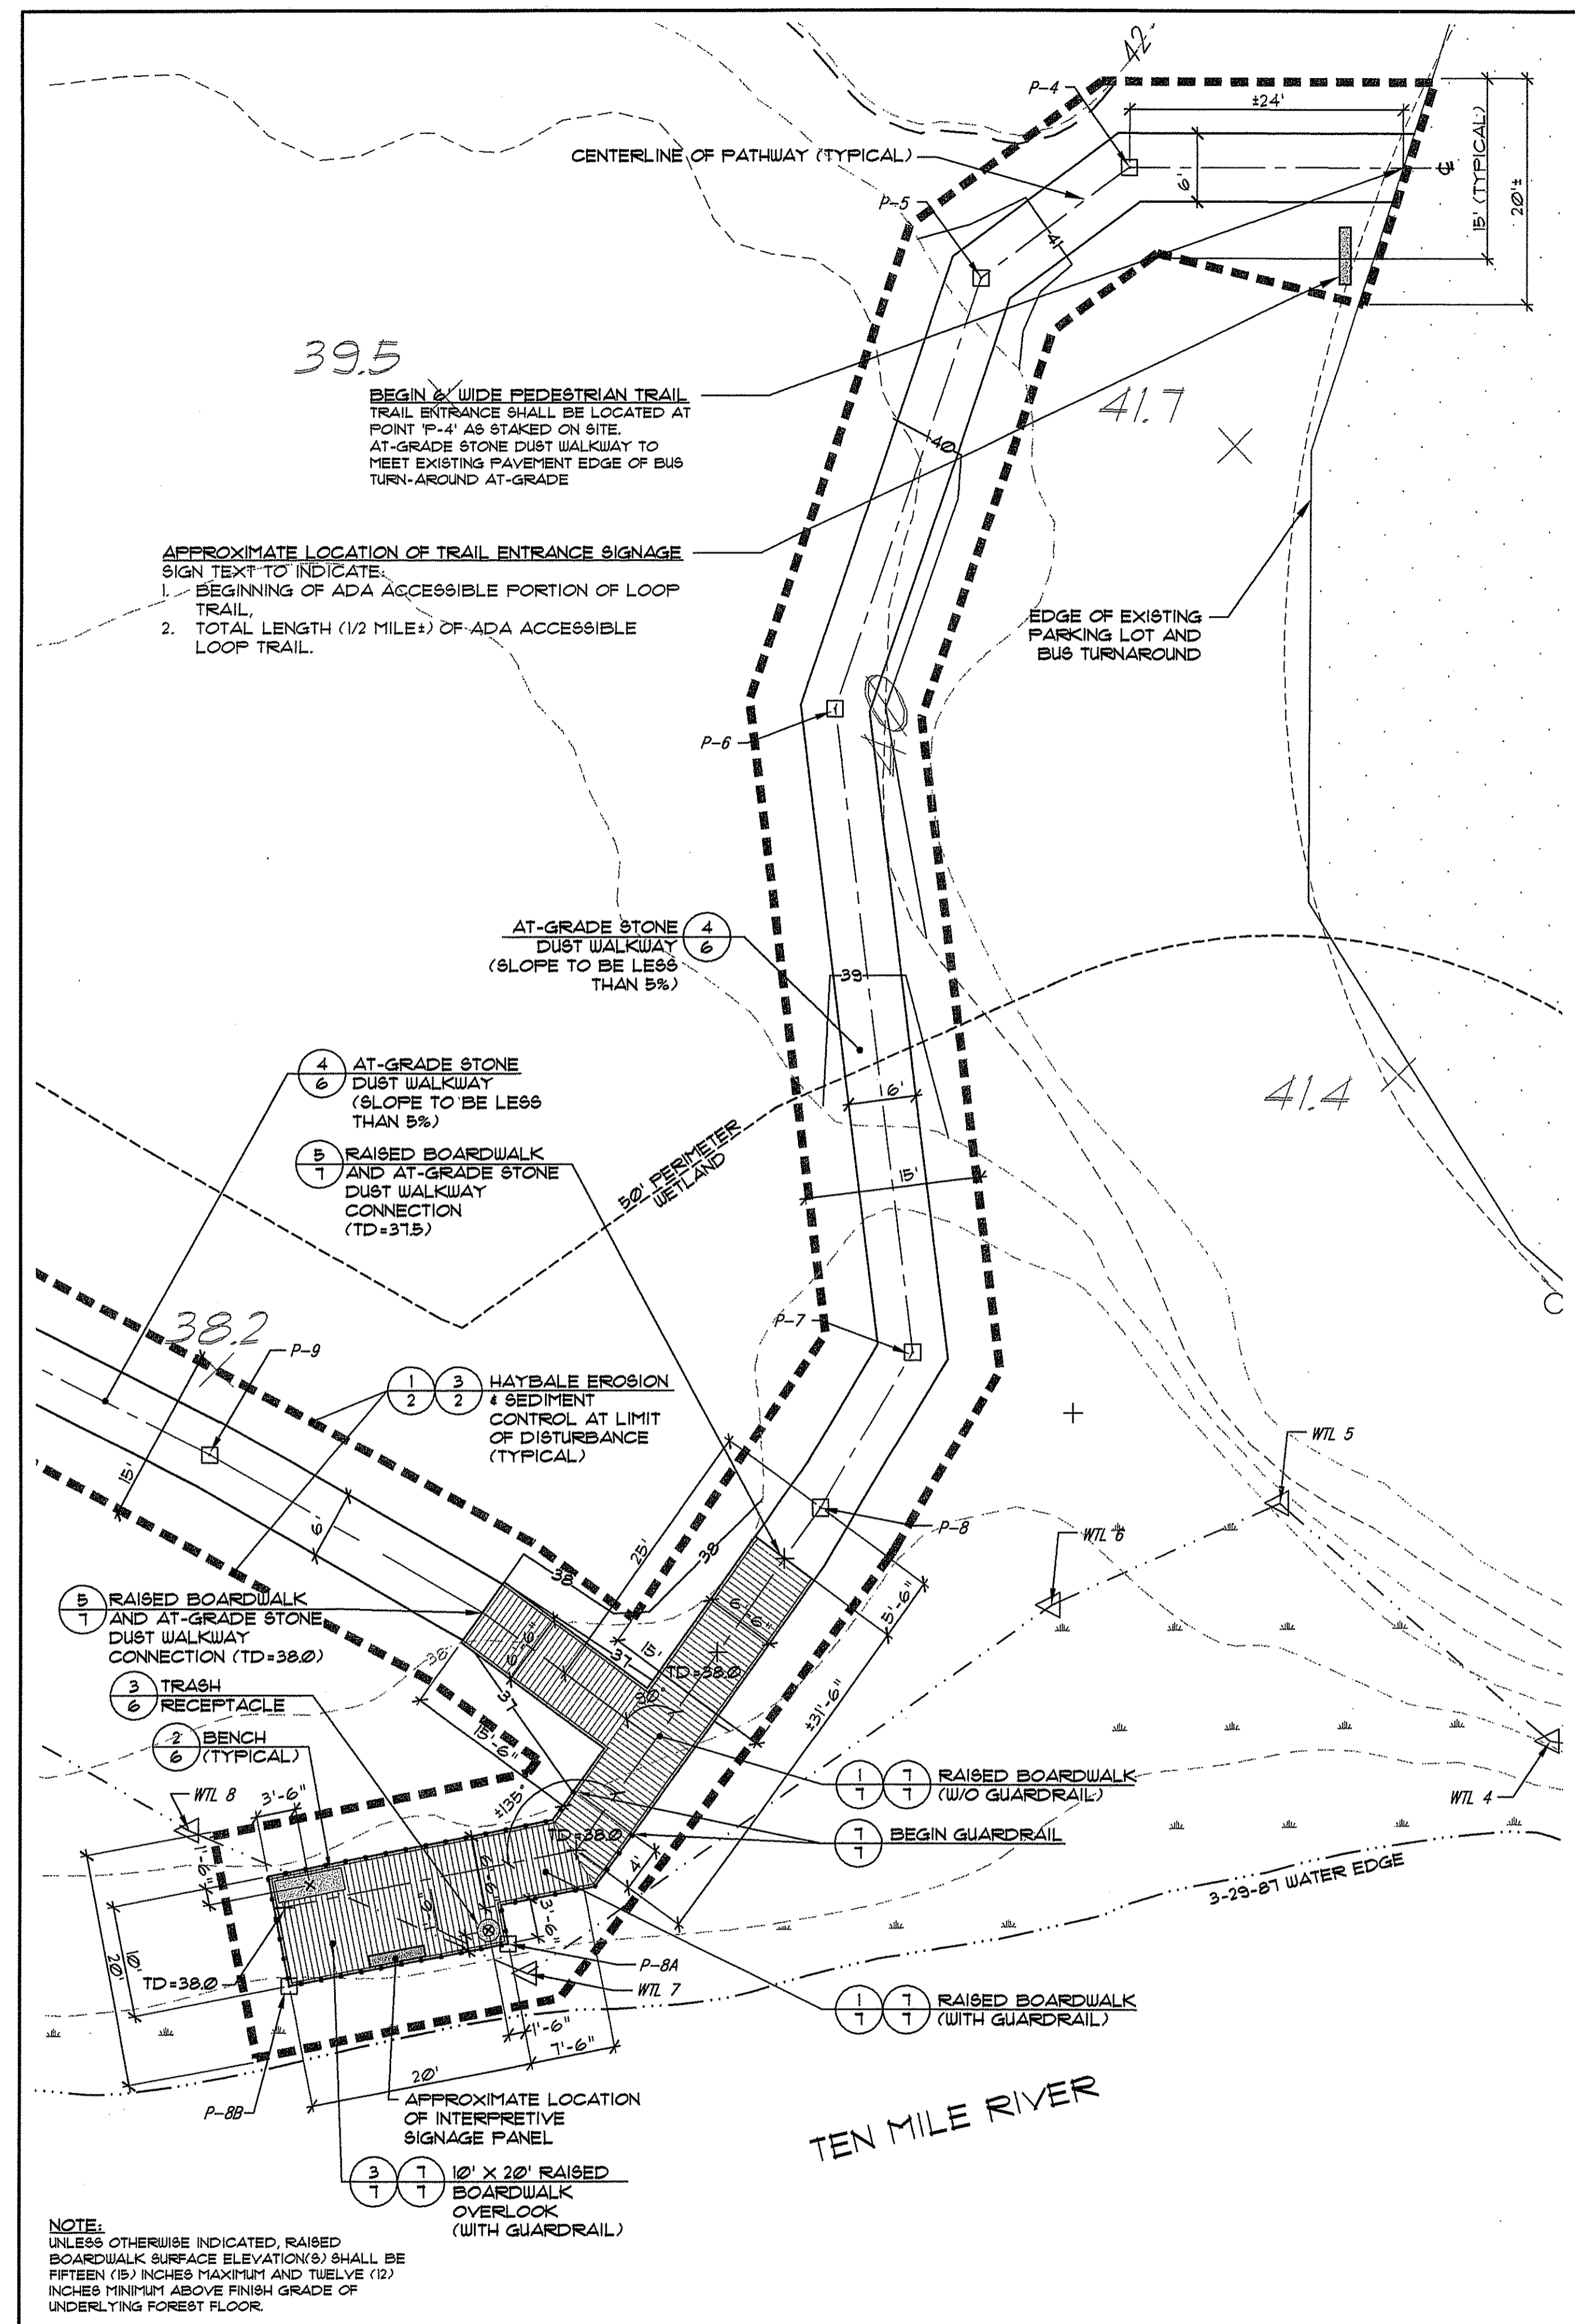 42
P-4
±24'
CENTERLINE OF PATHWAY (TYPICAL)
6'
15' (TYPICAL)
20'±
P-5
41
39.5
BEGIN 6' WIDE PEDESTRIAN TRAIL
TRAIL ENTRANCE SHALL BE LOCATED AT
POINT 'P-4' AS STAKED ON SITE.
AT-GRADE STONE DUST WALKWAY TO
MEET EXISTING PAVEMENT EDGE OF BUS
TURN-AROUND AT-GRADE
41.7
40
APPROXIMATE LOCATION OF TRAIL ENTRANCE SIGNAGE
SIGN TEXT TO INDICATE:
1. BEGINNING OF ADA ACCESSIBLE PORTION OF LOOP
TRAIL,
2. TOTAL LENGTH (1/2 MILE±) OF ADA ACCESSIBLE
LOOP TRAIL.
EDGE OF EXISTING
PARKING LOT AND
BUS TURNAROUND
P-6
AT-GRADE STONE
DUST WALKWAY
(SLOPE TO BE LESS
THAN 5%)
4
6
39
4
6
AT-GRADE STONE
DUST WALKWAY
(SLOPE TO BE LESS
THAN 5%)
6'
41.4
5
7
RAISED BOARDWALK
AND AT-GRADE STONE
DUST WALKWAY
CONNECTION
(TD=37.5)
50' PERIMETER
WETLAND
15'
38.2
P-7
P-9
1
2
3
2
HAYBALE EROSION
& SEDIMENT
CONTROL AT LIMIT
OF DISTURBANCE
(TYPICAL)
WTL 5
15'
6'
25'
38
38
P-8
WTL 6
5'-6"
5
7
RAISED BOARDWALK
AND AT-GRADE STONE
DUST WALKWAY
CONNECTION (TD=38.0)
6'-6"
6'-6"
15'
37
TD=38.0
38
30°
37
±31'-6"
3
6
TRASH
RECEPTACLE
2
6
BENCH
(TYPICAL)
15'-6"
1
7
7
7
RAISED BOARDWALK
(W/O GUARDRAIL)
WTL 4
WTL 8
3'-6"
±135°
7
7
BEGIN GUARDRAIL
TD=38.0
1'-6"
6'-6"
4'
3-29-87 WATER EDGE
1'-6"
3'-6"
10'
20'
TD=38.0
P-8A
WTL 7
1
7
7
7
RAISED BOARDWALK
(WITH GUARDRAIL)
1'-6"
7'-6"
20'
P-8B
APPROXIMATE LOCATION
OF INTERPRETIVE
SIGNAGE PANEL
TEN MILE RIVER
3
7
7
7
10' X 20' RAISED
BOARDWALK
OVERLOOK
(WITH GUARDRAIL)
NOTE:
UNLESS OTHERWISE INDICATED, RAISED
BOARDWALK SURFACE ELEVATION(S) SHALL BE
FIFTEEN (15) INCHES MAXIMUM AND TWELVE (12)
INCHES MINIMUM ABOVE FINISH GRADE OF
UNDERLYING FOREST FLOOR.